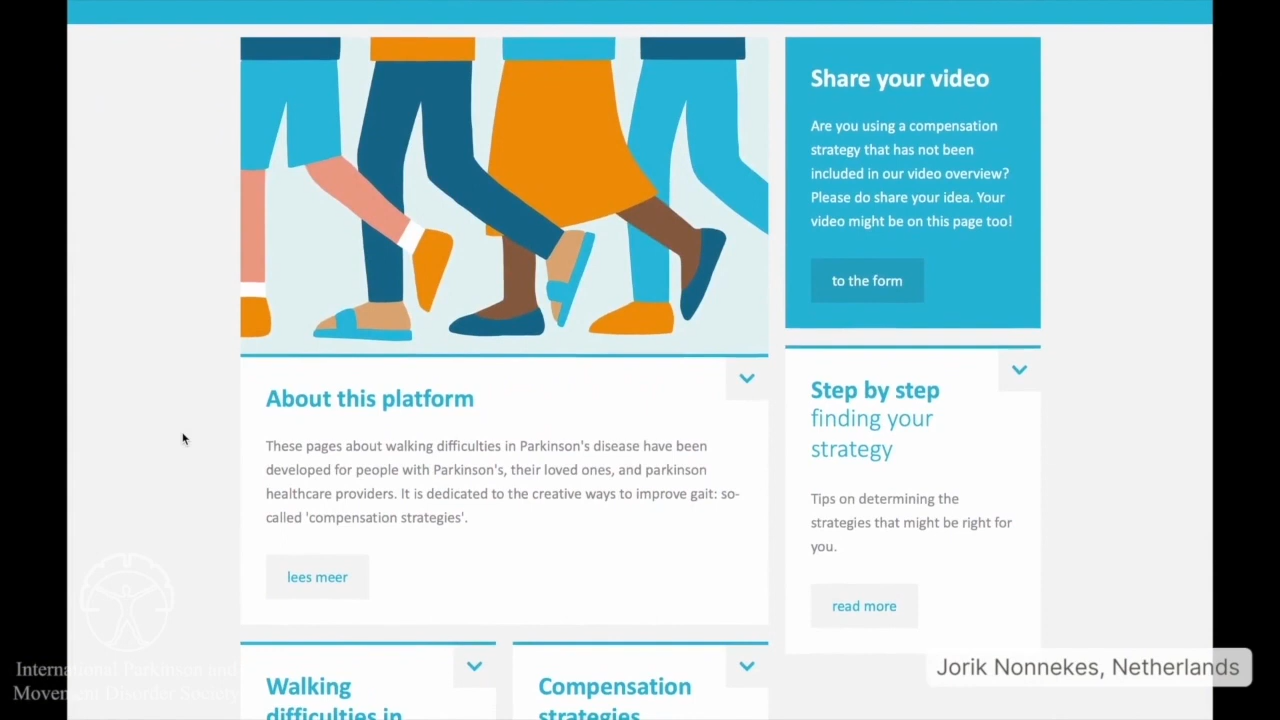 Share your video
Are you using a compensation
strategy that has not been
included in our video overview?
Please do share your idea. Your
video might be on this page too!
to the form
About this platform
These pages about walking difficulties in Parkinson's disease have been
developed for people with Parkinson's, their loved ones, and parkinson
healthcare providers. It is dedicated to the creative ways to improve gait: so-
called 'compensation strategies'.
lees meer
Step by step
finding your
strategy
Tips on determining the
strategies that might be right for
you.
read more
Walking
difficulties in
Compensation
strategies
International Parkinson and
Movement Disorder Society
Jorik Nonnekes, Netherlands